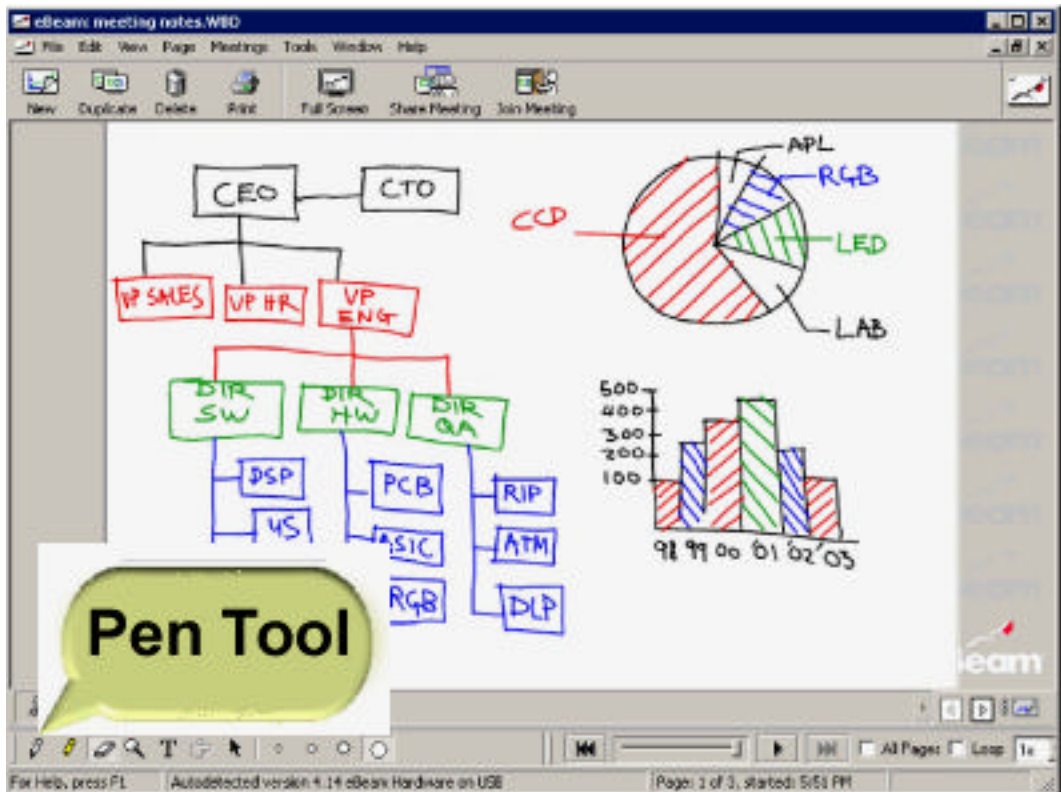 eBeam: meeting notes.WBD
File Edit View Page Meetings Tools Window Help
New Duplicate Delete Print Full Screen Share Meeting Join Meeting
CEO
CTO
VP SALES
VP HR
VP
ENG
DIR
SW
DIR
HW
DIR
QA
DSP
PCB
RIP
US
ASIC
ATM
RGB
DLP
APL
RGB
CCD
LED
LAB
500
400
300
200
100
98 99 00 '01 '02 '03
Pen Tool
eam
T
All Pages Loop 1x
For Help, press F1
Autodetected version 4.14 eBeam Hardware on USB
Page: 1 of 3, started: 5:51 PM